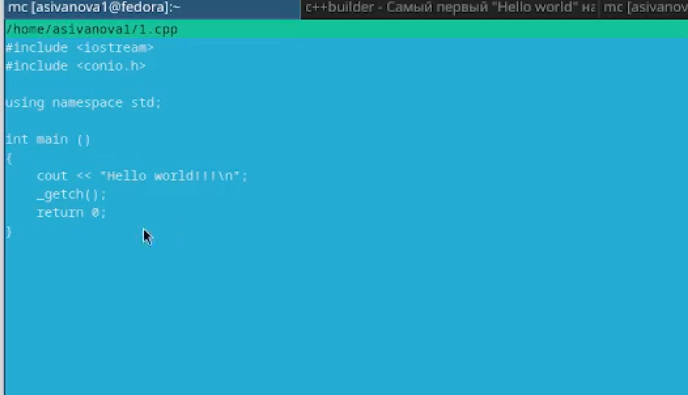 mc [asivanova1@fedora]:~
c++builder - Самый первый "Hello world" на
mc [asivanov
/home/asivanova1/1.cpp
#include <iostream>
#include <conio.h>
using namespace std;
int main ()
{
cout << "Hello world!!!\n";
_getch();
return 0;
}